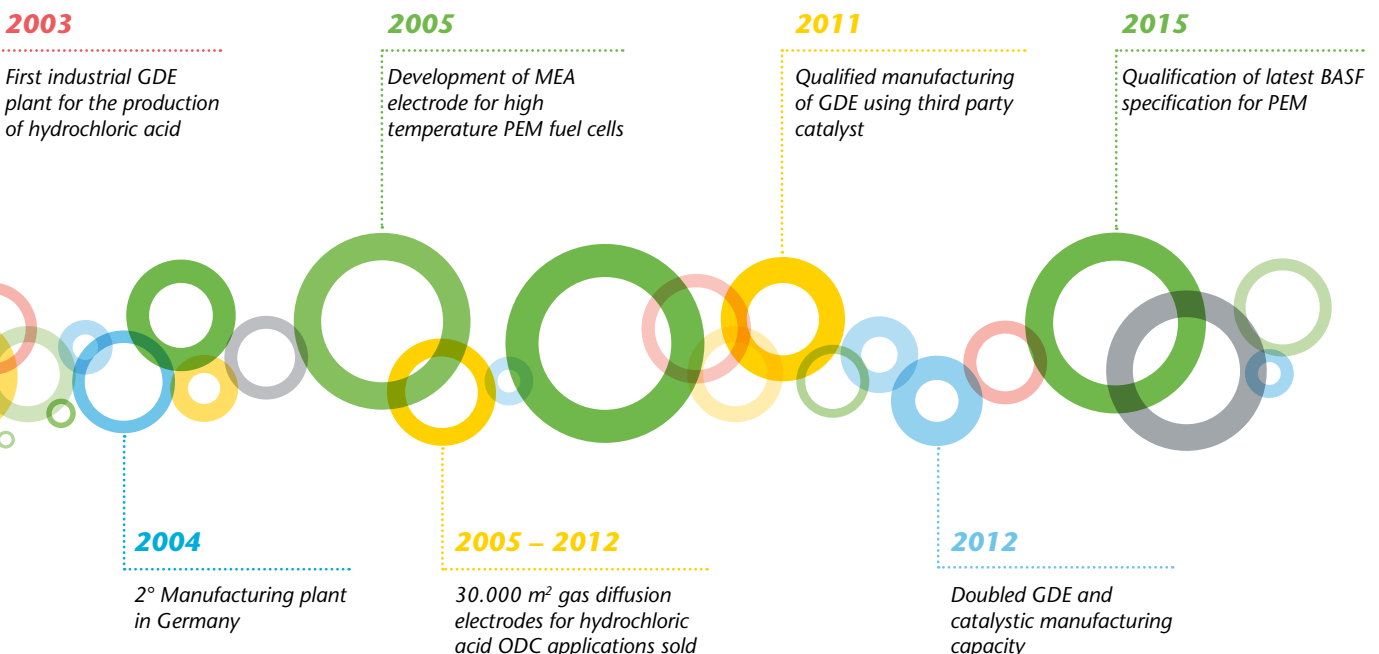 2003
First industrial GDE
plant for the production
of hydrochloric acid
2005
Development of MEA
electrode for high
temperature PEM fuel cells
2011
Qualified manufacturing
of GDE using third party
catalyst
2015
Qualification of latest BASF
specification for PEM
2004
2° Manufacturing plant
in Germany
2005 – 2012
30.000 m² gas diffusion
electrodes for hydrochloric
acid ODC applications sold
2012
Doubled GDE and
catalystic manufacturing
capacity